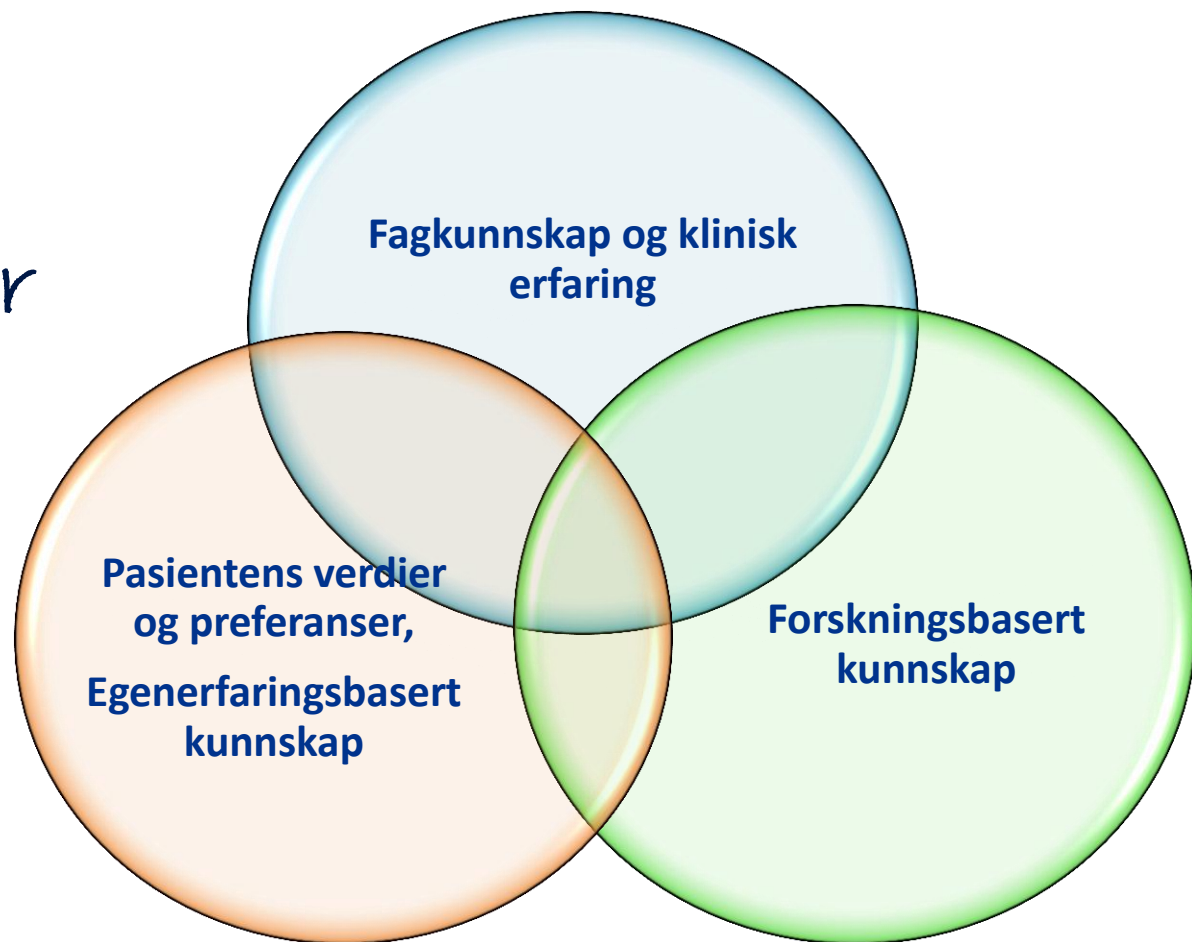 Fagkunnskap og klinisk
erfaring
r
Pasientens verdier
og preferanser,
Egenerfaringsbasert
kunnskap
Forskningsbasert
kunnskap